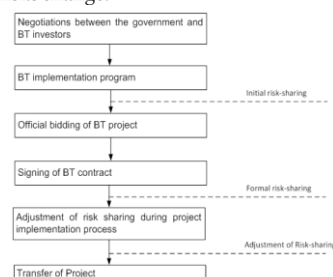 Negotiations between the government and
BT investors
BT implementation program
Initial risk-sharing
Official bidding of BT project
Signing of BT contract
Formal risk-sharing
Adjustment of risk sharing during project
implementation process
Adjustment of Risk-sharing
Transfer of Project